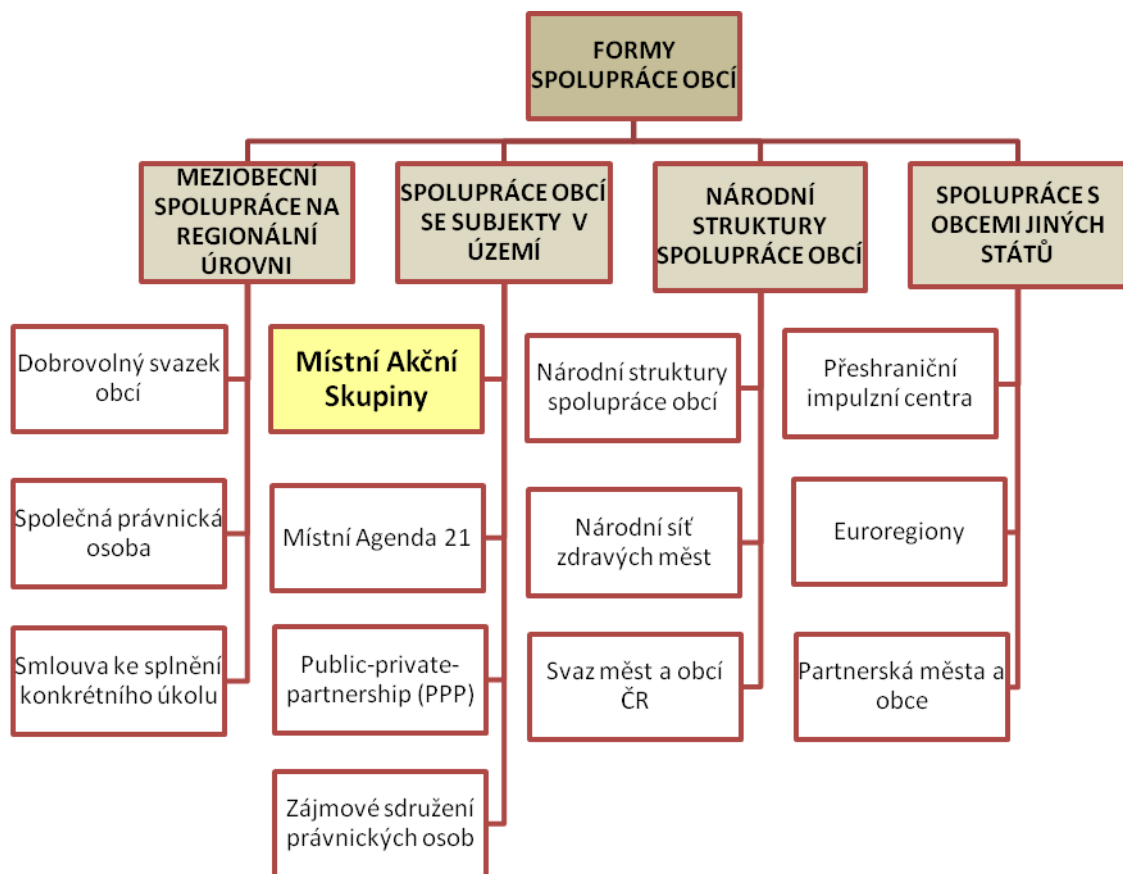 FORMY
SPOLUPRÁCE OBCÍ
MEZIOBECNÍ
SPOLUPRÁCE NA
REGIONÁLNÍ
ÚROVNI
SPOLUPRÁCE OBCÍ
SE SUBJEKTY V
ÚZEMÍ
NÁRODNÍ
STRUKTURY
SPOLUPRÁCE OBCÍ
SPOLUPRÁCE S
OBCEMI JINÝCH
STÁTŮ
Dobrovolný svazek
obcí
Společná právnická
osoba
Smlouva ke splnění
konkrétního úkolu
Místní Akční
Skupiny
Místní Agenda 21
Public-private-
partnership (PPP)
Zájmové sdružení
právnických osob
Národní struktury
spolupráce obcí
Národní síť
zdravých měst
Svaz měst a obcí
ČR
Přeshraniční
impulzní centra
Euroregiony
Partnerská města a
obce